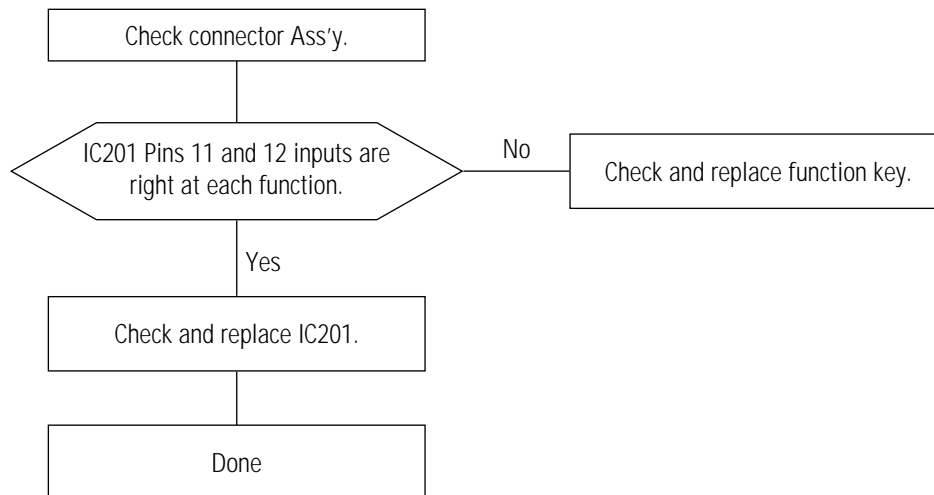 Check connector Ass'y.
IC201 Pins 11 and 12 inputs are
right at each function.
No
Check and replace function key.
Yes
Check and replace IC201.
Done